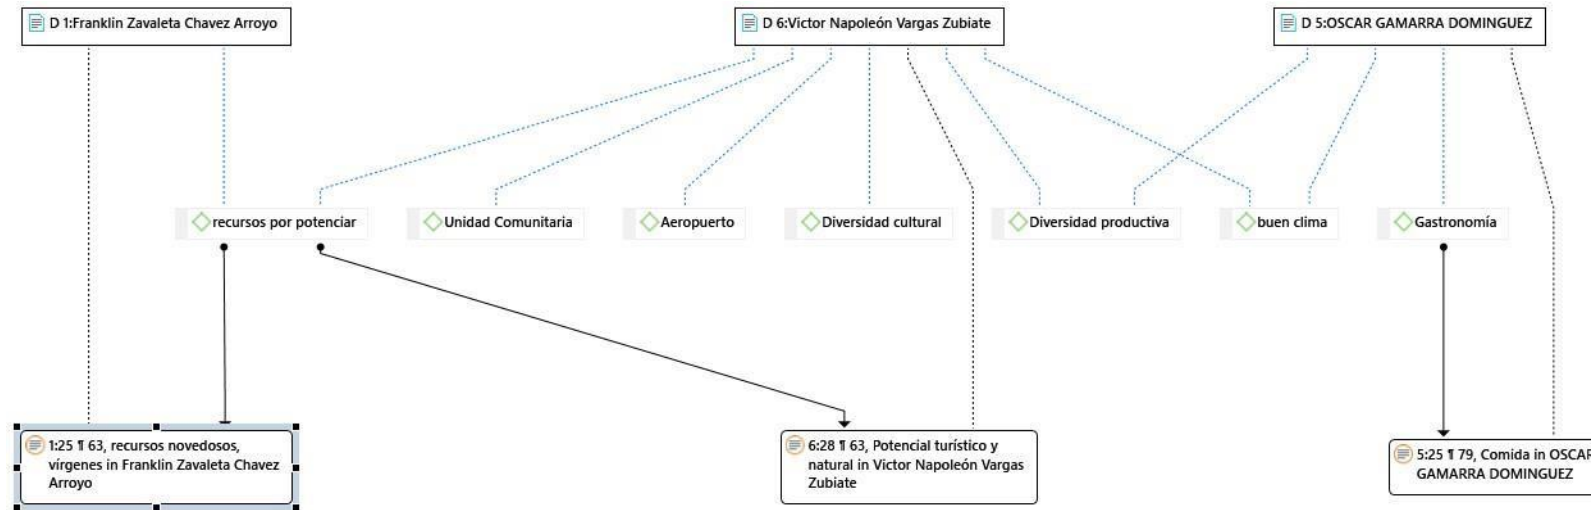 D 1:Franklin Zavaleta Chavez Arroyo
D 6:Victor Napoleón Vargas Zubiate
D 5:OSCAR GAMARRA DOMINGUEZ
recursos por potenciar
Unidad Comunitaria
Aeropuerto
Diversidad cultural
Diversidad productiva
buen clima
Gastronomía
1:25 ¶ 63, recursos novedosos,
vírgenes in Franklin Zavaleta Chavez
Arroyo
6:28 ¶ 63, Potencial turístico y
natural in Victor Napoleón Vargas
Zubiate
5:25 ¶ 79, Comida in OSCAR
GAMARRA DOMINGUEZ